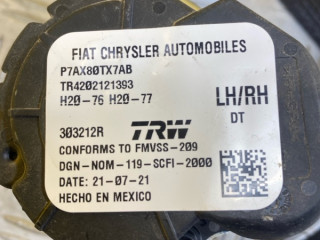 FIAT CHRYSLER AUTOMOBILES
P7AX80TX7AB
TR4202121393
H20-76 H20-77
LH/RH
DT
303212R
TRW
CONFORMS TO FMVSS-209
DGN-NOM-119-SCFI-2000
DATE: 21-07-21
HECHO EN MEXICO